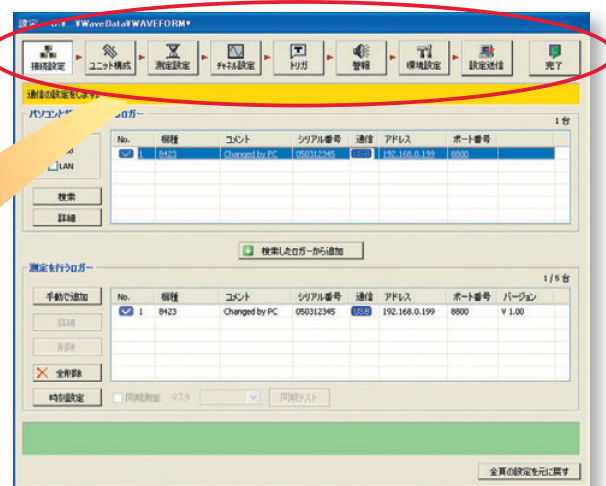 設定 ¥WaveData¥WAVEFORM*
接続設定 ユニット構成 測定設定 チャネル設定 トリガ 警報 環境設定 設定送信 完了
通信の設定をします
パソコンと ロガー
1台
No. 機種 コメント シリアル番号 通信 アドレス ポート番号
1 8423 Changed by PC 050312345 USB 192.168.0.199 8800
LAN
検索
詳細
検索したロガーから追加
測定を行うロガー
1/5台
手動で追加 No. 機種 コメント シリアル番号 通信 アドレス ポート番号 バージョン
1 8423 Changed by PC 050312345 USB 192.168.0.199 8800 V 1.00
詳細
削除
全削除
時刻設定 同期測定 マスタ 同期テスト
全頁の設定を元に戻す